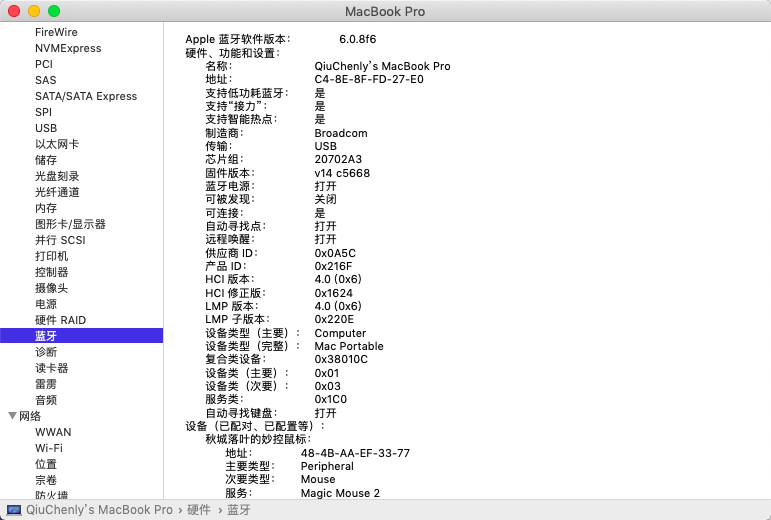 MacBook Pro
FireWire
NVMExpress
PCI
SAS
SATA/SATA Express
SPI
USB
以太网卡
储存
光盘刻录
光纤通道
内存
图形卡/显示器
并行 SCSI
打印机
控制器
摄像头
电源
硬件 RAID
蓝牙
诊断
读卡器
雷雳
音频
网络
WWAN
Wi-Fi
位置
宗卷
防火墙
Apple 蓝牙软件版本： 6.0.8f6
硬件、功能和设置：
名称： QiuChenly's MacBook Pro
地址： C4-8E-8F-FD-27-E0
支持低功耗蓝牙： 是
支持“接力”： 是
支持智能热点： 是
制造商： Broadcom
传输： USB
芯片组： 20702A3
固件版本： v14 c5668
蓝牙电源： 打开
可被发现： 关闭
可连接： 是
自动寻找点： 打开
远程唤醒： 打开
供应商 ID： 0x0A5C
产品 ID： 0x216F
HCI 版本： 4.0 (0x6)
HCI 修正版： 0x1624
LMP 版本： 4.0 (0x6)
LMP 子版本： 0x220E
设备类型（主要）： Computer
设备类型（完整）： Mac Portable
复合类设备： 0x38010C
设备类（主要）： 0x01
设备类（次要）： 0x03
服务类： 0x1C0
自动寻找键盘： 打开
设备（已配对、已配置等）：
秋城落叶的妙控鼠标：
地址： 48-4B-AA-EF-33-77
主要类型： Peripheral
次要类型： Mouse
服务： Magic Mouse 2
QiuChenly's MacBook Pro › 硬件 › 蓝牙